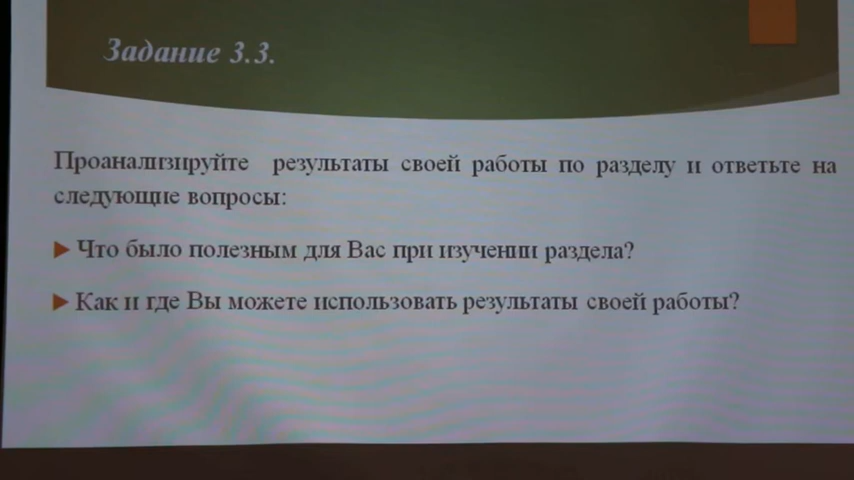 Задание 3.3.
Проанализируйте результаты своей работы по разделу и ответьте на
следующие вопросы:
Что было полезным для Вас при изучении раздела?
Как и где Вы можете использовать результаты своей работы?